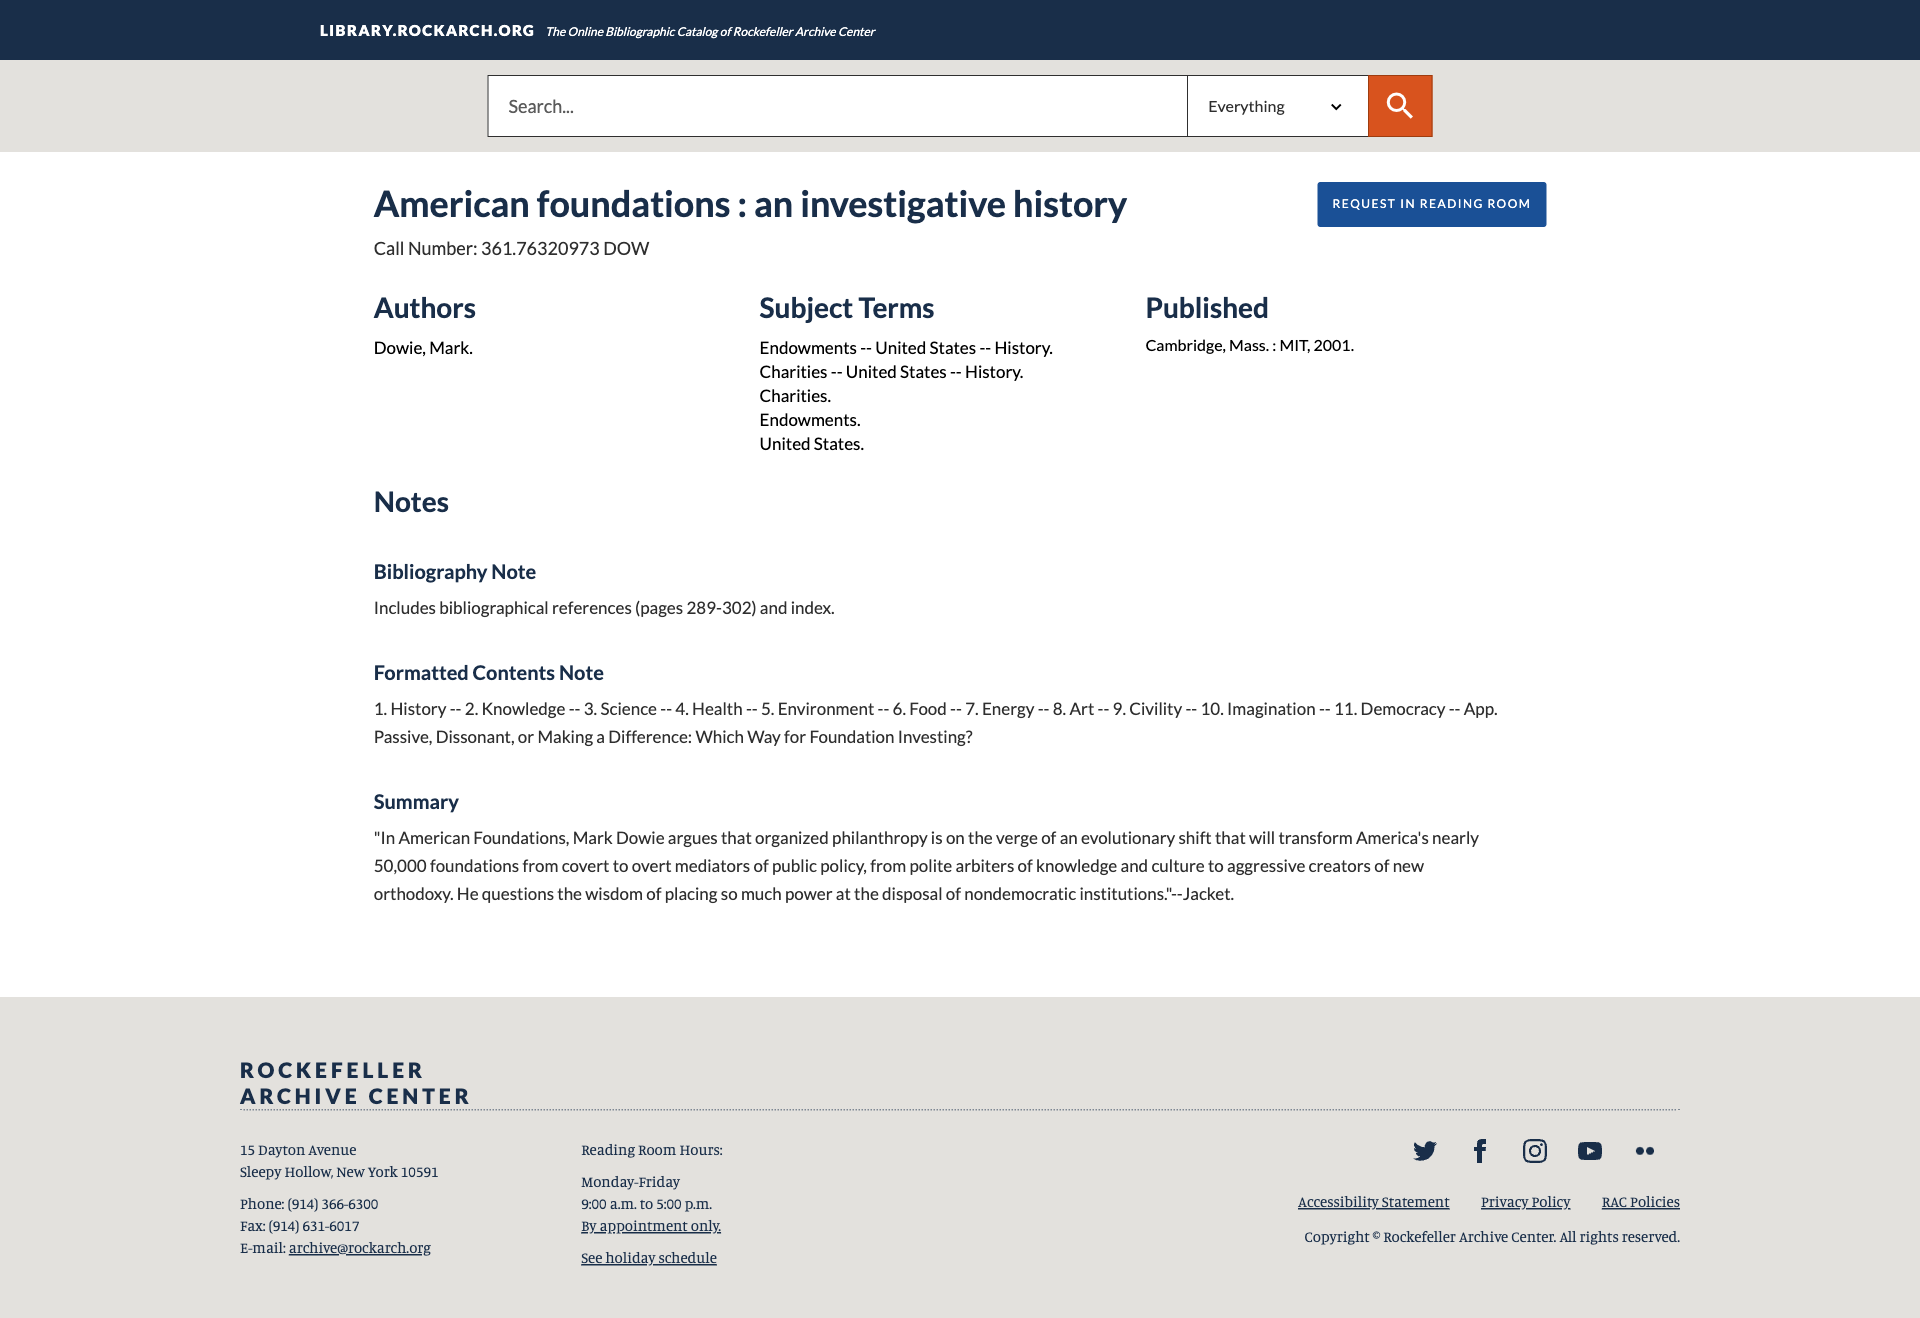 LIBRARY.ROCKARCH.ORG The Online Bibliographic Catalog of Rockefeller Archive Center
Search...
Everything
American foundations : an investigative history
REQUEST IN READING ROOM
Call Number: 361.76320973 DOW
Authors
Dowie, Mark.
Subject Terms
Endowments -- United States -- History.
Charities -- United States -- History.
Charities.
Endowments.
United States.
Published
Cambridge, Mass. : MIT, 2001.
Notes
Bibliography Note
Includes bibliographical references (pages 289-302) and index.
Formatted Contents Note
1. History -- 2. Knowledge -- 3. Science -- 4. Health -- 5. Environment -- 6. Food -- 7. Energy -- 8. Art -- 9. Civility -- 10. Imagination -- 11. Democracy -- App.
Passive, Dissonant, or Making a Difference: Which Way for Foundation Investing?
Summary
"In American Foundations, Mark Dowie argues that organized philanthropy is on the verge of an evolutionary shift that will transform America's nearly
50,000 foundations from covert to overt mediators of public policy, from polite arbiters of knowledge and culture to aggressive creators of new
orthodoxy. He questions the wisdom of placing so much power at the disposal of nondemocratic institutions."--Jacket.
ROCKEFELLER
ARCHIVE CENTER
15 Dayton Avenue
Sleepy Hollow, New York 10591
Phone: (914) 366-6300
Fax: (914) 631-6017
E-mail: archive@rockarch.org
Reading Room Hours:
Monday-Friday
9:00 a.m. to 5:00 p.m.
By appointment only.
See holiday schedule
Accessibility Statement
Privacy Policy
RAC Policies
Copyright © Rockefeller Archive Center. All rights reserved.